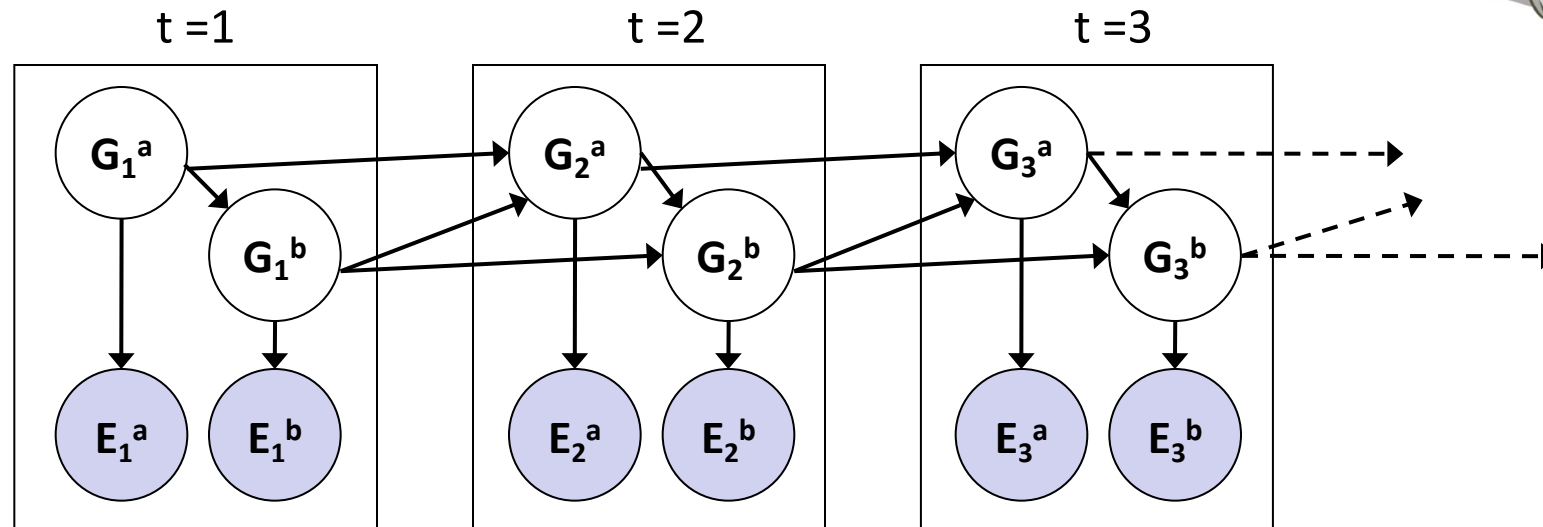 t =1 t =2 t =3
G₁ᵃ G₂ᵃ G₃ᵃ
G₁ᵇ G₂ᵇ G₃ᵇ
E₁ᵃ E₁ᵇ E₂ᵃ E₂ᵇ E₃ᵃ E₃ᵇ